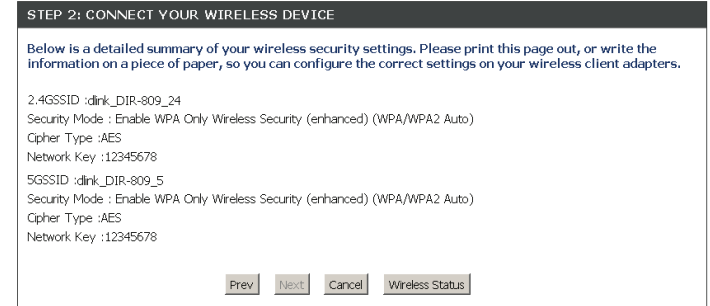 STEP 2: CONNECT YOUR WIRELESS DEVICE
Below is a detailed summary of your wireless security settings. Please print this page out, or write the
information on a piece of paper, so you can configure the correct settings on your wireless client adapters.
2.4GSSID :dlink_DIR-809_24
Security Mode : Enable WPA Only Wireless Security (enhanced) (WPA/WPA2 Auto)
Cipher Type :AES
Network Key :12345678
5GSSID :dlink_DIR-809_5
Security Mode : Enable WPA Only Wireless Security (enhanced) (WPA/WPA2 Auto)
Cipher Type :AES
Network Key :12345678
Prev Next Cancel Wireless Status